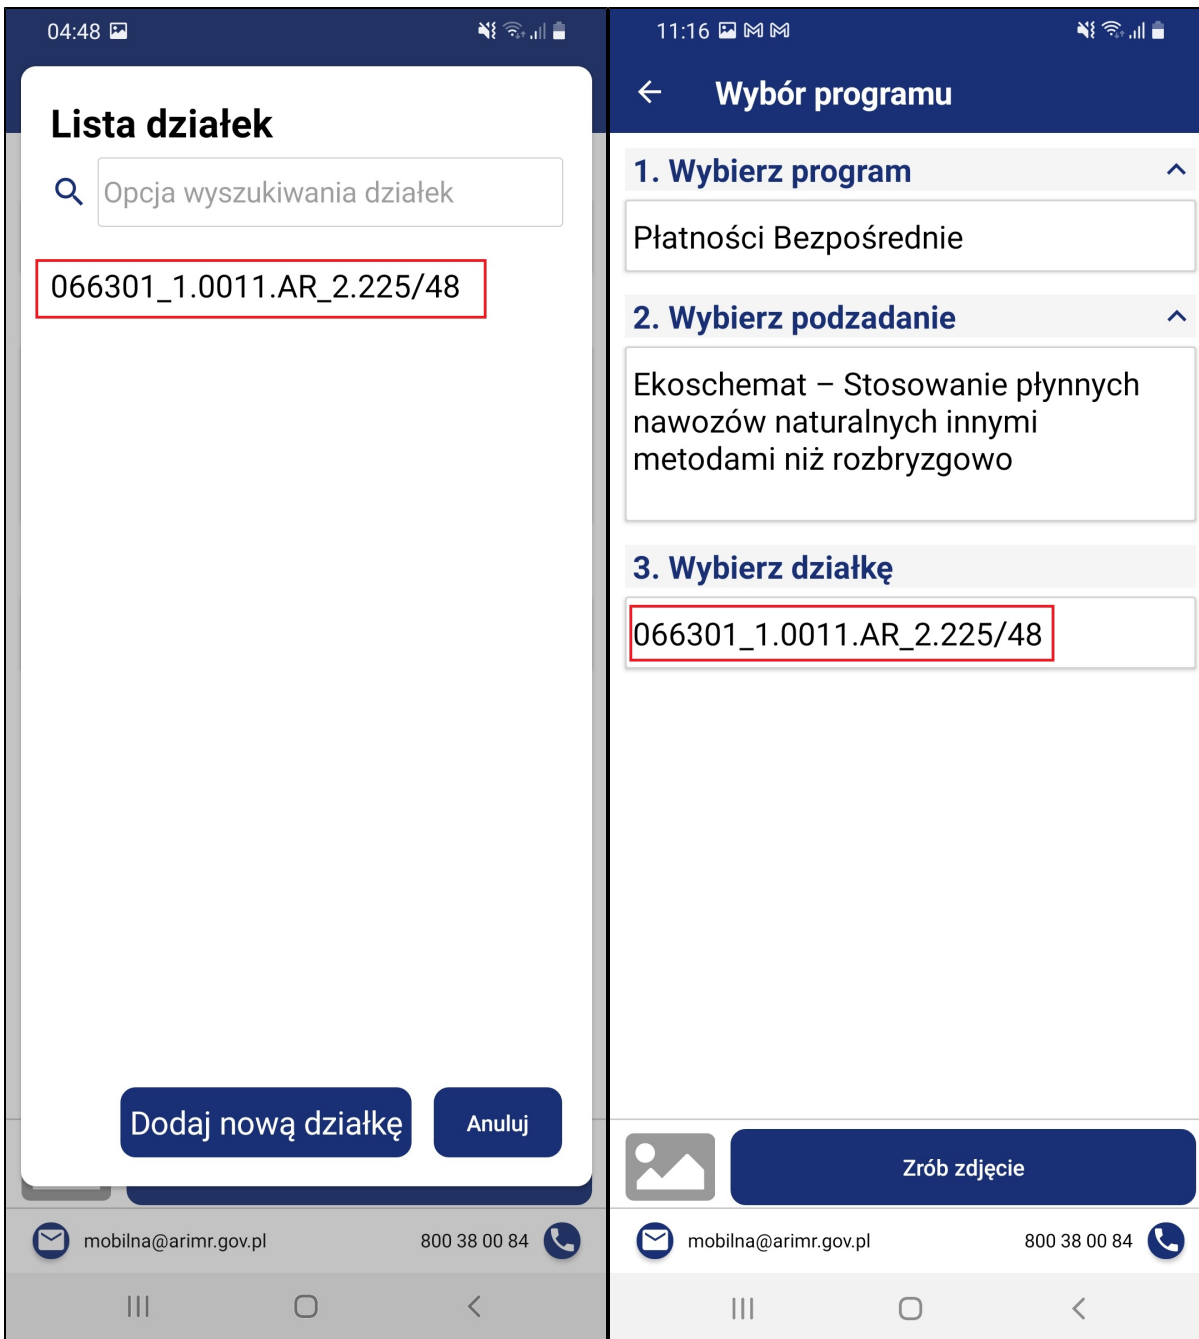 04:48
Lista działek
Opcja wyszukiwania działek
066301_1.0011.AR_2.225/48
Dodaj nową działkę
Anuluj
mobilna@arimr.gov.pl
800 38 00 84
11:16
Wybór programu
1. Wybierz program
Płatności Bezpośrednie
2. Wybierz podzadanie
Ekoschemat – Stosowanie płynnych
nawozów naturalnych innymi
metodami niż rozbryzgowo
3. Wybierz działkę
066301_1.0011.AR_2.225/48
Zrób zdjęcie
mobilna@arimr.gov.pl
800 38 00 84